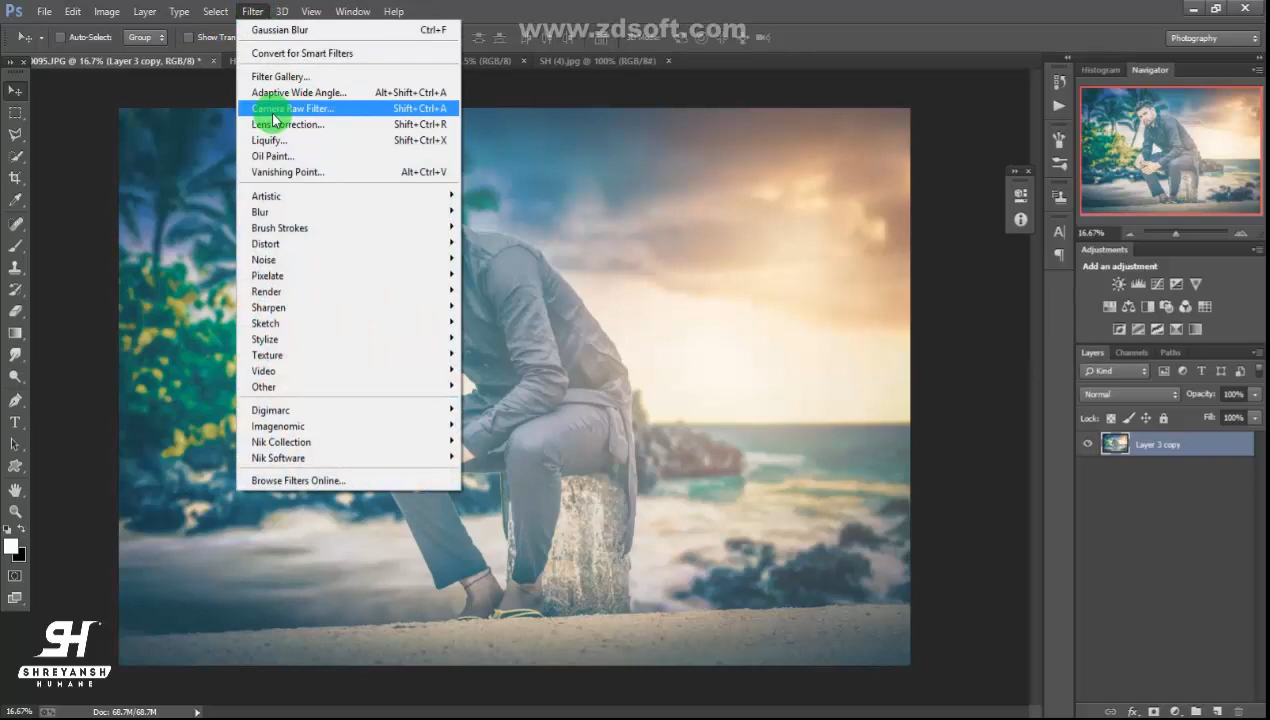 Ps File Edit Image Layer Type Select Filter 3D View Window Help
www.zdsoft.com
Auto-Select: Group Show Tran
Photography
0095.JPG @ 16.7% (Layer 3 copy, RGB/8) *
.5% (RGB/8)
SH (4).jpg @ 100% (RGB/8#)
Gaussian Blur Ctrl+F
Convert for Smart Filters
Filter Gallery...
Adaptive Wide Angle... Alt+Shift+Ctrl+A
Camera Raw Filter... Shift+Ctrl+A
Lens Correction... Shift+Ctrl+R
Liquify... Shift+Ctrl+X
Oil Paint...
Vanishing Point... Alt+Ctrl+V
Artistic
Blur
Brush Strokes
Distort
Noise
Pixelate
Render
Sharpen
Sketch
Stylize
Texture
Video
Other
Digimarc
Imagenomic
Nik Collection
Nik Software
Browse Filters Online...
Histogram Navigator
16.67%
Adjustments
Add an adjustment
Layers Channels Paths
Kind
Normal Opacity: 100%
Lock: Fill: 100%
Layer 3 copy
SH
SHREYANSH
HUMANE
16.67% Doc: 68.7M/68.7M